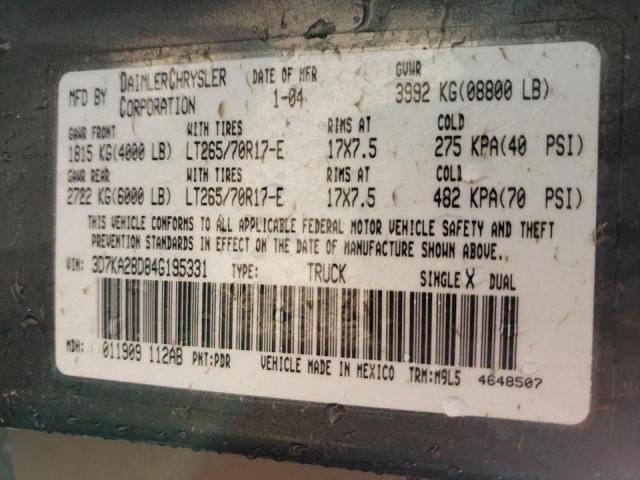 MFD BY DAIMLERCHRYSLER CORPORATION DATE OF MFR 1-04 GVWR 3992 KG(08800 LB)
GAWR FRONT WITH TIRES RIMS AT COLD
1815 KG(4000 LB) LT265/70R17-E 17X7.5 275 KPA(40 PSI)
GAWR REAR WITH TIRES RIMS AT COLD
2722 KG(6000 LB) LT265/70R17-E 17X7.5 482 KPA(70 PSI)
THIS VEHICLE CONFORMS TO ALL APPLICABLE FEDERAL MOTOR VEHICLE SAFETY AND THEFT
PREVENTION STANDARDS IN EFFECT ON THE DATE OF MANUFACTURE SHOWN ABOVE.
VIN: 3D7KA28D84G195331 TYPE: TRUCK SINGLE X DUAL
MDH: 011909 112AB PNT:PDR VEHICLE MADE IN MEXICO TRM:M9L5 4648507